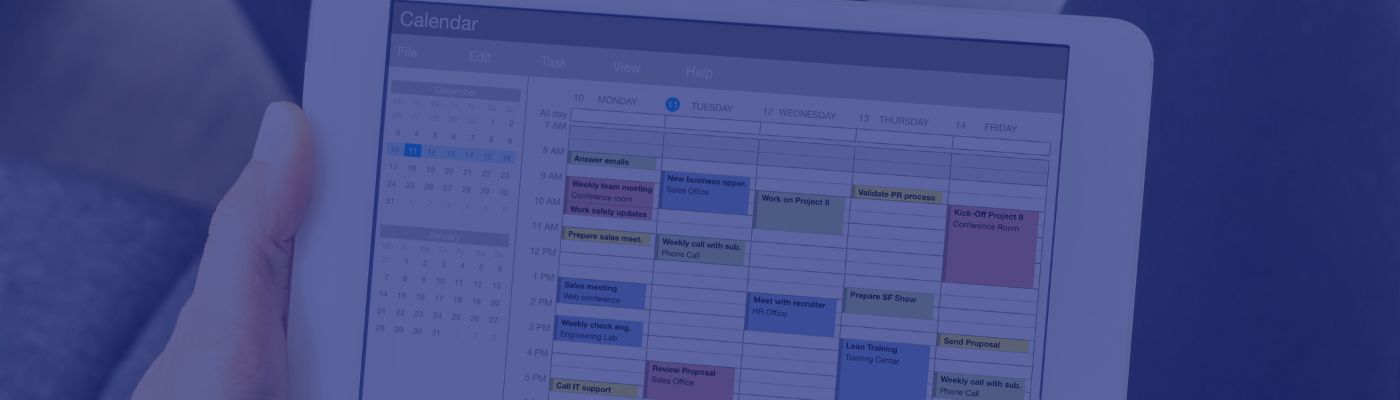 Calendar
File Edit Task View Help
December
Mo Tu We Th Fr Sa Su
26 27 28 29 30 1 2
3 4 5 6 7 8 9
10 11 12 13 14 15 16
17 18 19 20 21 22 23
24 25 26 27 28 29 30
31 1 2 3 4 5 6
January
31 1 2 3 4 5 6
7 8 9 10 11 12 13
14 15 16 17 18 19 20
21 22 23 24 25 26 27
28 29 30 31
10 MONDAY 11 TUESDAY 12 WEDNESDAY 13 THURSDAY 14 FRIDAY
All day
7 AM
8 AM
9 AM
10 AM
11 AM
12 PM
1 PM
2 PM
3 PM
4 PM
5 PM
Answer emails
Weekly team meeting
Conference room
Work safety updates
Prepare sales meet.
Sales meeting
Web conference
Weekly check eng.
Engineering Lab
Call IT support
New business oppor.
Sales Office
Weekly call with sub.
Phone Call
Review Proposal
Sales Office
Work on Project II
Meet with recruiter
HR Office
Validate PR process
Prepare SF Show
Lean Training
Training Center
Kick-Off Project II
Conference Room
Send Proposal
Weekly call with sub.
Phone Call